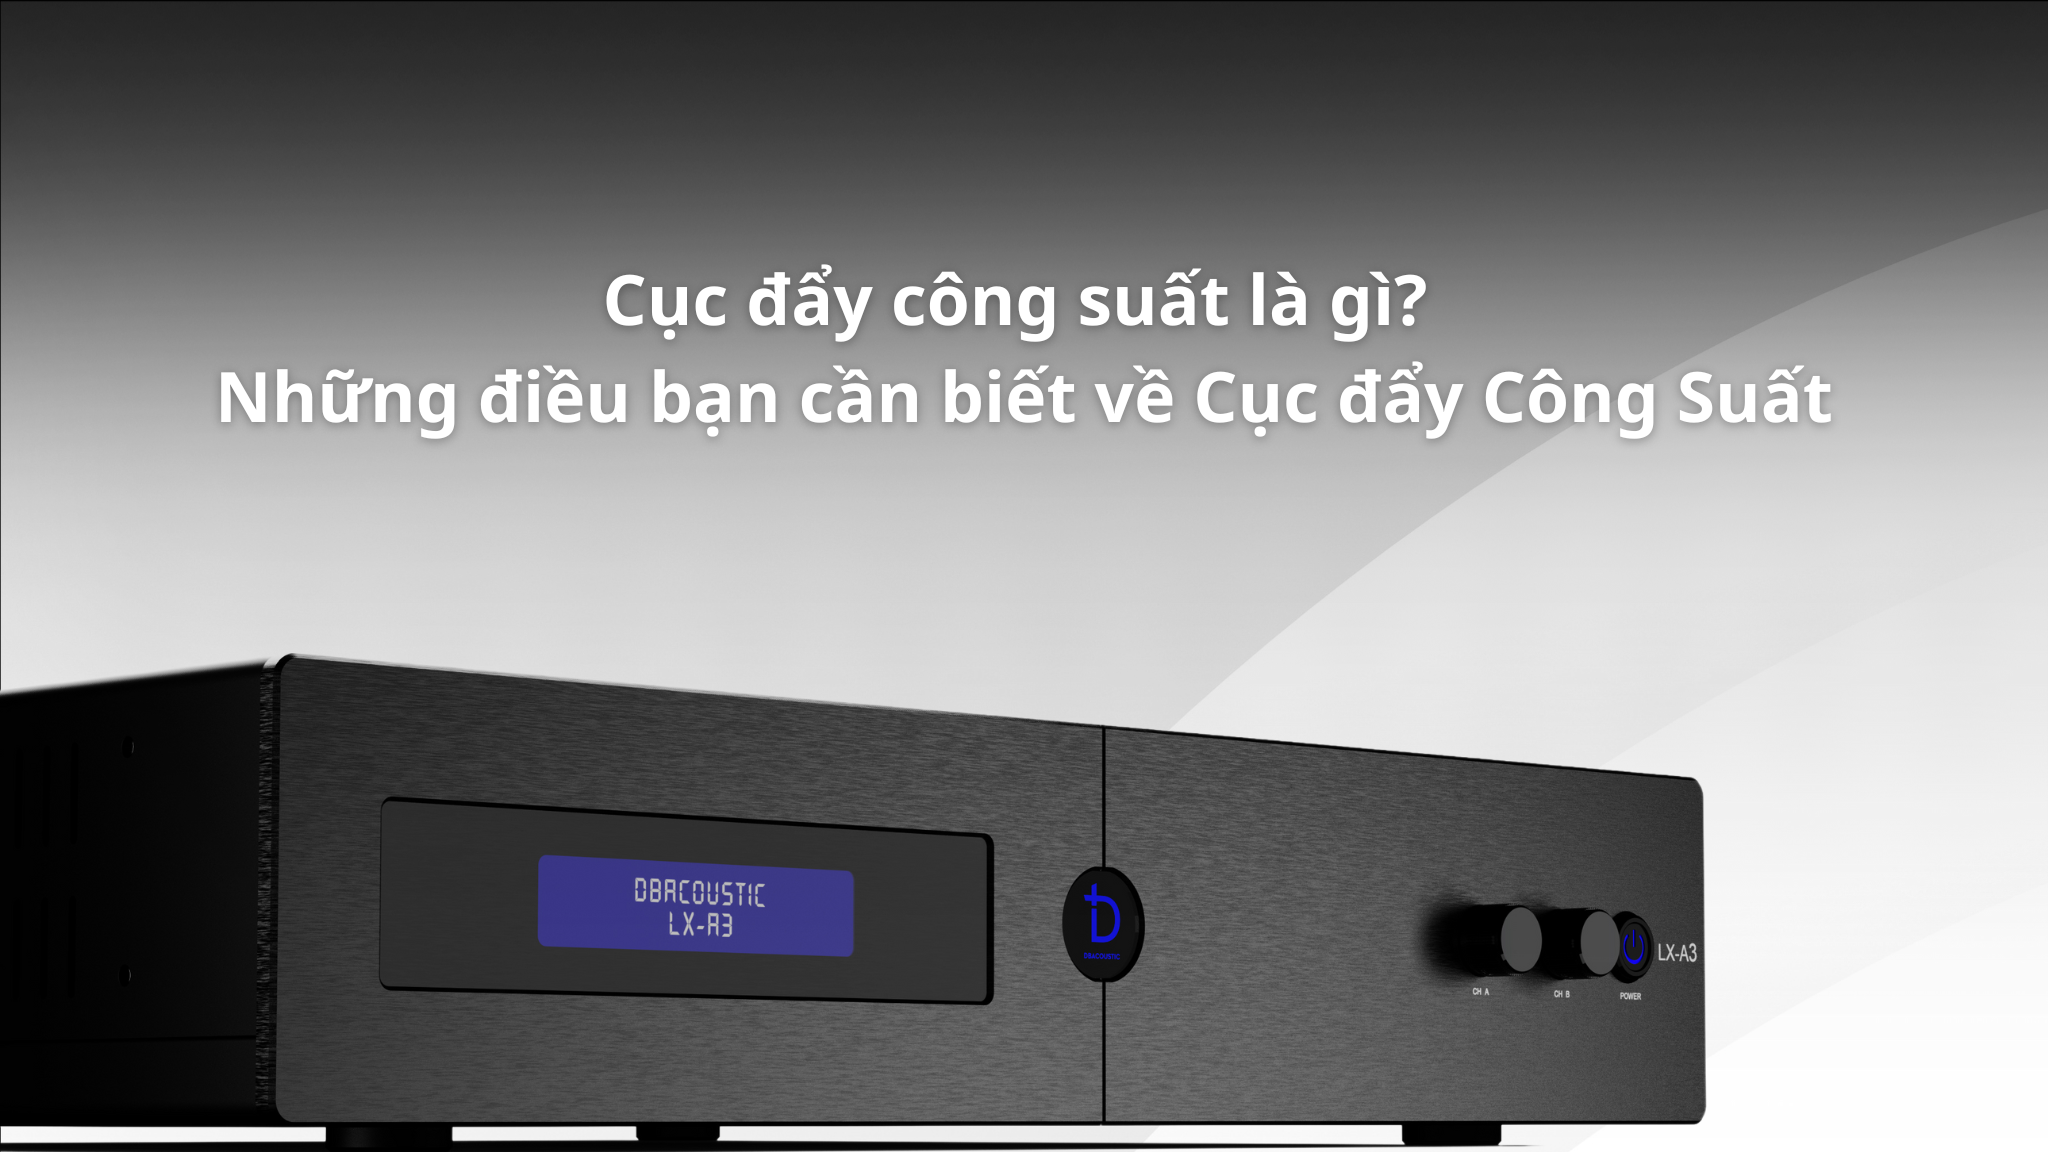 Cục đẩy công suất là gì?
Những điều bạn cần biết về Cục đẩy Công Suất
DBACOUSTIC
LX-A3
DBACOUSTIC
CH A
CH B
POWER
LX-A3